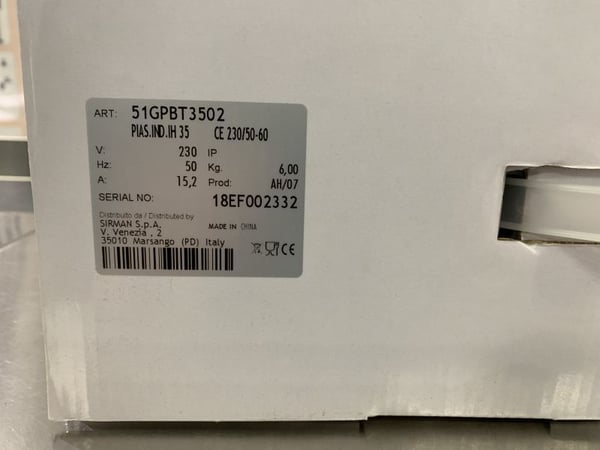 ART: 51GPBT3502
PIAS.IND.IH 35 CE 230/50-60
V: 230 IP
Hz: 50 Kg. 6,00
A: 15,2 Prod: AH/07
SERIAL NO: 18EF002332
Distribuito da / Distributed by
SIRMAN S.p.A. MADE IN CHINA
V. Venezia , 2
35010 Marsango (PD) Italy
CE